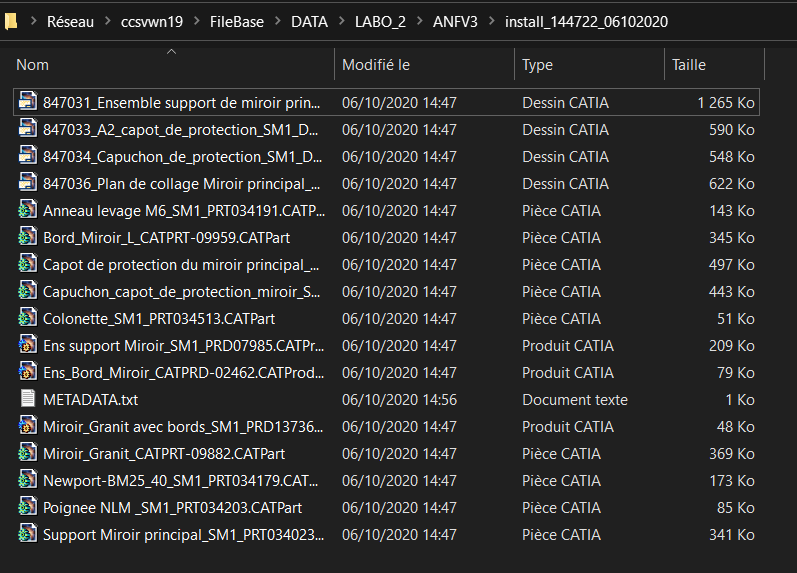 Réseau > ccsvwn19 > FileBase > DATA > LABO_2 > ANFV3 > install_144722_06102020
Nom Modifié le Type Taille
847031_Ensemble support de miroir prin... 06/10/2020 14:47 Dessin CATIA 1 265 Ko
847033_A2_capot_de_protection_SM1_D... 06/10/2020 14:47 Dessin CATIA 590 Ko
847034_Capuchon_de_protection_SM1_D... 06/10/2020 14:47 Dessin CATIA 548 Ko
847036_Plan de collage Miroir principal_... 06/10/2020 14:47 Dessin CATIA 622 Ko
Anneau levage M6_SM1_PRT034191.CATP... 06/10/2020 14:47 Pièce CATIA 143 Ko
Bord_Miroir_L_CATPRT-09959.CATPart 06/10/2020 14:47 Pièce CATIA 345 Ko
Capot de protection du miroir principal_... 06/10/2020 14:47 Pièce CATIA 497 Ko
Capuchon_capot_de_protection_miroir_S... 06/10/2020 14:47 Pièce CATIA 443 Ko
Colonette_SM1_PRT034513.CATPart 06/10/2020 14:47 Pièce CATIA 51 Ko
Ens support Miroir_SM1_PRD07985.CATPr... 06/10/2020 14:47 Produit CATIA 209 Ko
Ens_Bord_Miroir_CATPRD-02462.CATProd... 06/10/2020 14:47 Produit CATIA 79 Ko
METADATA.txt 06/10/2020 14:56 Document texte 1 Ko
Miroir_Granit avec bords_SM1_PRD13736... 06/10/2020 14:47 Produit CATIA 48 Ko
Miroir_Granit_CATPRT-09882.CATPart 06/10/2020 14:47 Pièce CATIA 369 Ko
Newport-BM25_40_SM1_PRT034179.CAT... 06/10/2020 14:47 Pièce CATIA 173 Ko
Poignee NLM _SM1_PRT034203.CATPart 06/10/2020 14:47 Pièce CATIA 85 Ko
Support Miroir principal_SM1_PRT034023... 06/10/2020 14:47 Pièce CATIA 341 Ko